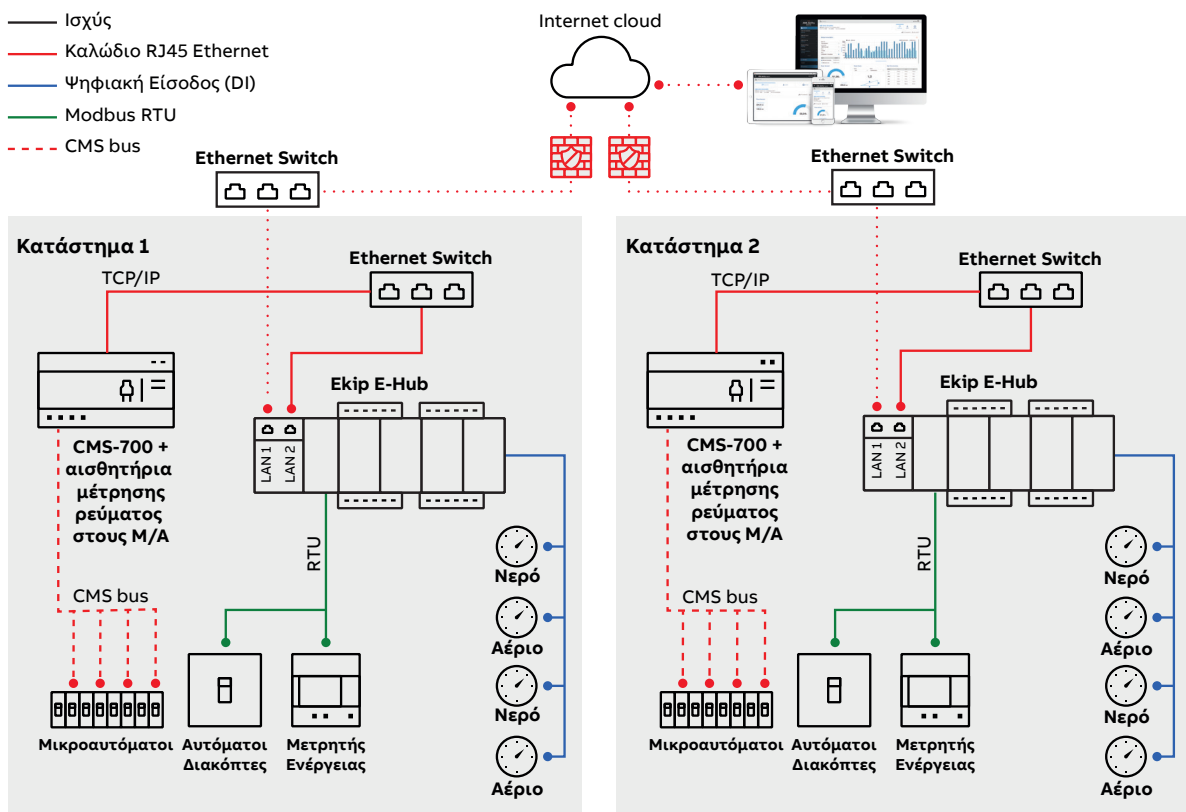 Ισχύς
Καλώδιο RJ45 Ethernet
Ψηφιακή Είσοδος (DI)
Modbus RTU
CMS bus
Internet cloud
Ethernet Switch
Ethernet Switch
Κατάστημα 1
Ethernet Switch
TCP/IP
Ekip E-Hub
LAN 1
LAN 2
CMS-700 +
αισθητήρια
μέτρησης
ρεύματος
στους Μ/Α
RTU
CMS bus
Νερό
Αέριο
Νερό
Αέριο
Μικροαυτόματοι
Αυτόματοι
Διακόπτες
Μετρητής
Ενέργειας
Κατάστημα 2
Ethernet Switch
TCP/IP
Ekip E-Hub
LAN 1
LAN 2
CMS-700 +
αισθητήρια
μέτρησης
ρεύματος
στους Μ/Α
RTU
CMS bus
Νερό
Αέριο
Νερό
Αέριο
Μικροαυτόματοι
Αυτόματοι
Διακόπτες
Μετρητής
Ενέργειας